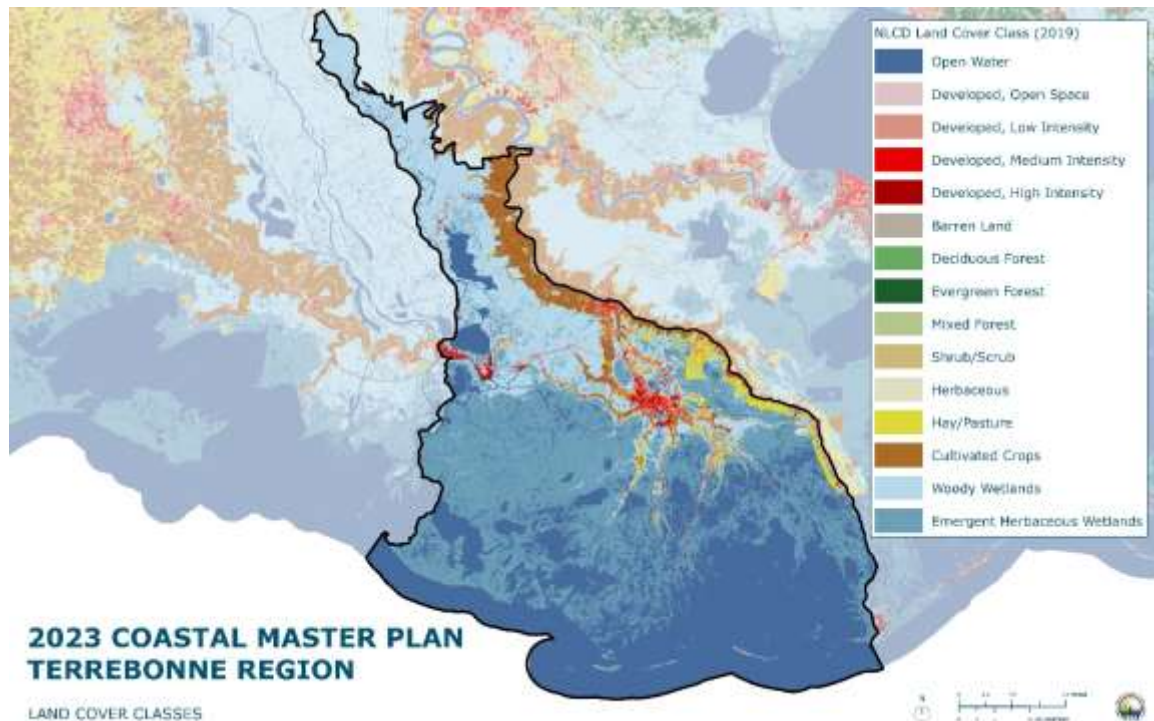 NLCD Land Cover Class (2019)
Open Water
Developed, Open Space
Developed, Low Intensity
Developed, Medium Intensity
Developed, High Intensity
Barren Land
Deciduous Forest
Evergreen Forest
Mixed Forest
Shrub/Scrub
Herbaceous
Hay/Pasture
Cultivated Crops
Woody Wetlands
Emergent Herbaceous Wetlands
2023 COASTAL MASTER PLAN
TERREBONNE REGION
LAND COVER CLASSES
N